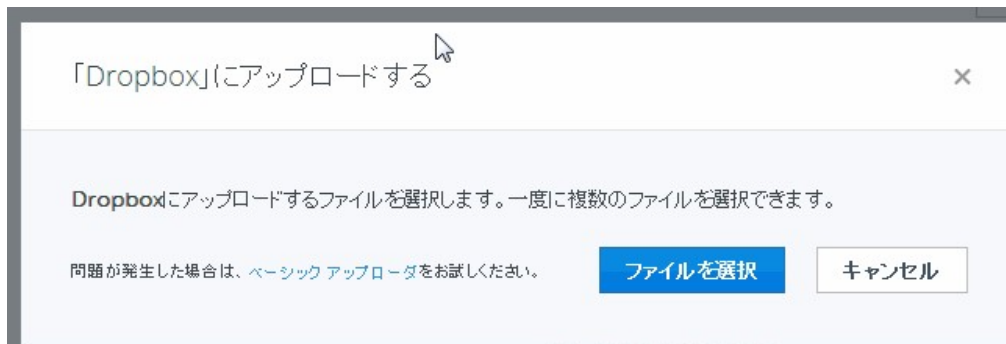 「Dropbox」にアップロードする
×
Dropboxにアップロードするファイルを選択します。一度に複数のファイルを選択できます。
問題が発生した場合は、ベーシック アップローダをお試しください。
ファイルを選択
キャンセル